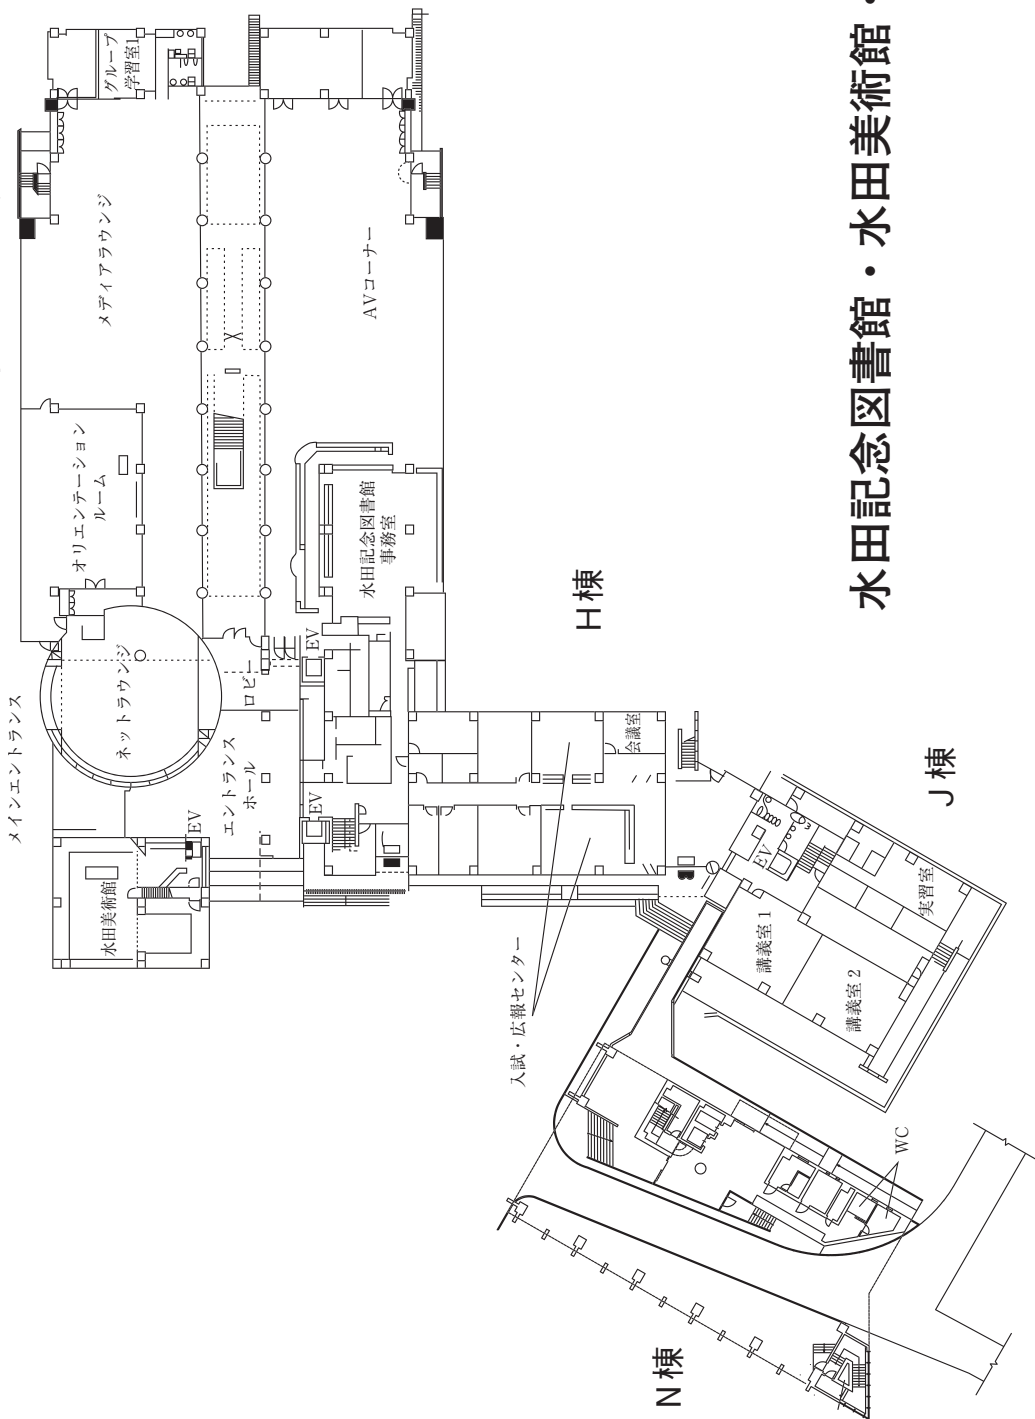 水田記念図書館・水田美術館・
メインエントランス
グループ
学習室1
メディアラウンジ
AVコーナー
オリエンテーション
ルーム
水田記念図書館
事務室
ネットラウンジ
ロビー
EV
エントランス
ホール
EV
EV
水田美術館
H棟
会議室
入試・広報センター
J棟
EV
実習室
講義室1
講義室2
WC
N棟